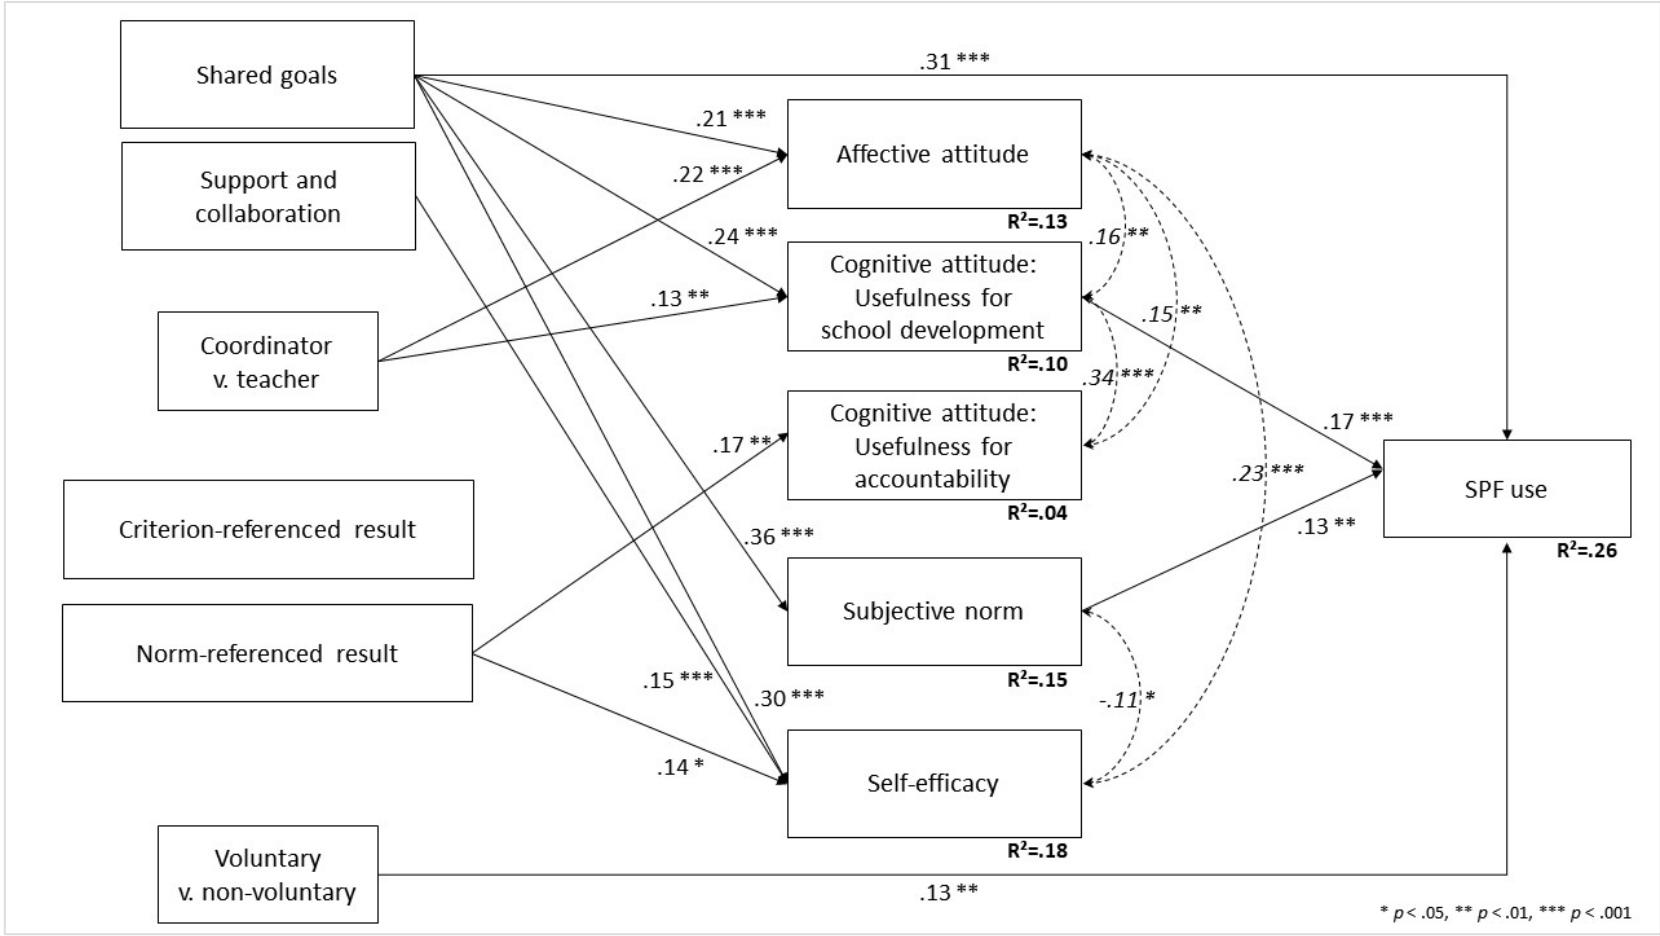 Shared goals
.31 ***
.21 ***
Affective attitude
.22 ***
Support and
collaboration
R²=.13
.24 ***
.16 **
Cognitive attitude:
Usefulness for
school development
.13 **
.15 **
Coordinator
v. teacher
R²=.10
.34 ***
Cognitive attitude:
Usefulness for
accountability
.17 **
.17 ***
.23 ***
SPF use
R²=.04
Criterion-referenced result
.36 ***
.13 **
R²=.26
Subjective norm
Norm-referenced result
.15 ***
.30 ***
R²=.15
-.11 *
.14 *
Self-efficacy
R²=.18
Voluntary
v. non-voluntary
.13 **
* p < .05, ** p < .01, *** p < .001